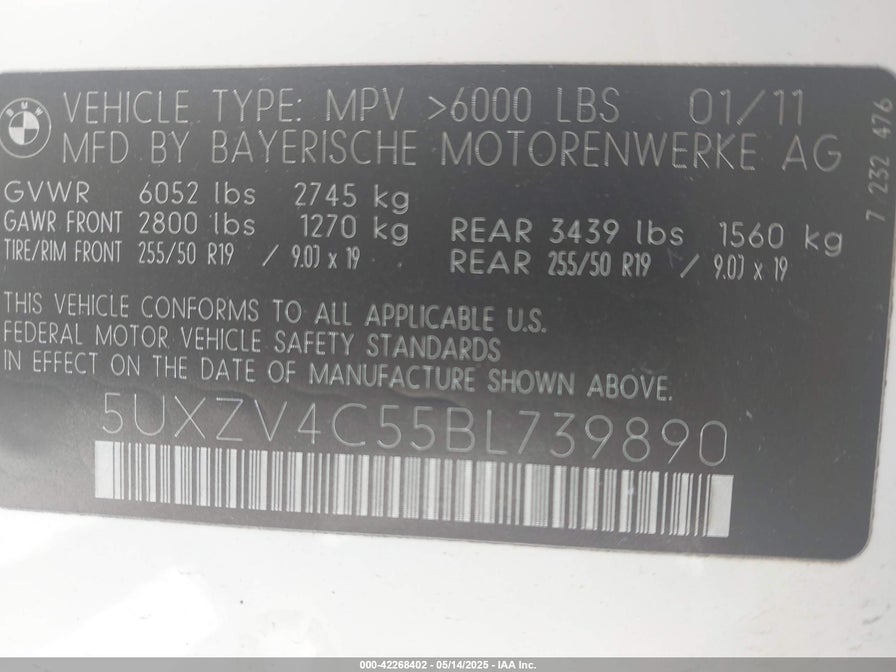 BMW
VEHICLE TYPE: MPV >6000 LBS 01/11
MFD BY BAYERISCHE MOTORENWERKE AG
GVWR 6052 lbs 2745 kg
GAWR FRONT 2800 lbs 1270 kg REAR 3439 lbs 1560 kg
TIRE/RIM FRONT 255/50 R19 / 9.0J x 19 REAR 255/50 R19 / 9.0J x 19
7 232 476
THIS VEHICLE CONFORMS TO ALL APPLICABLE U.S.
FEDERAL MOTOR VEHICLE SAFETY STANDARDS
IN EFFECT ON THE DATE OF MANUFACTURE SHOWN ABOVE.
5UXZV4C55BL739890
000-42268402 - 05/14/2025 - IAA Inc.